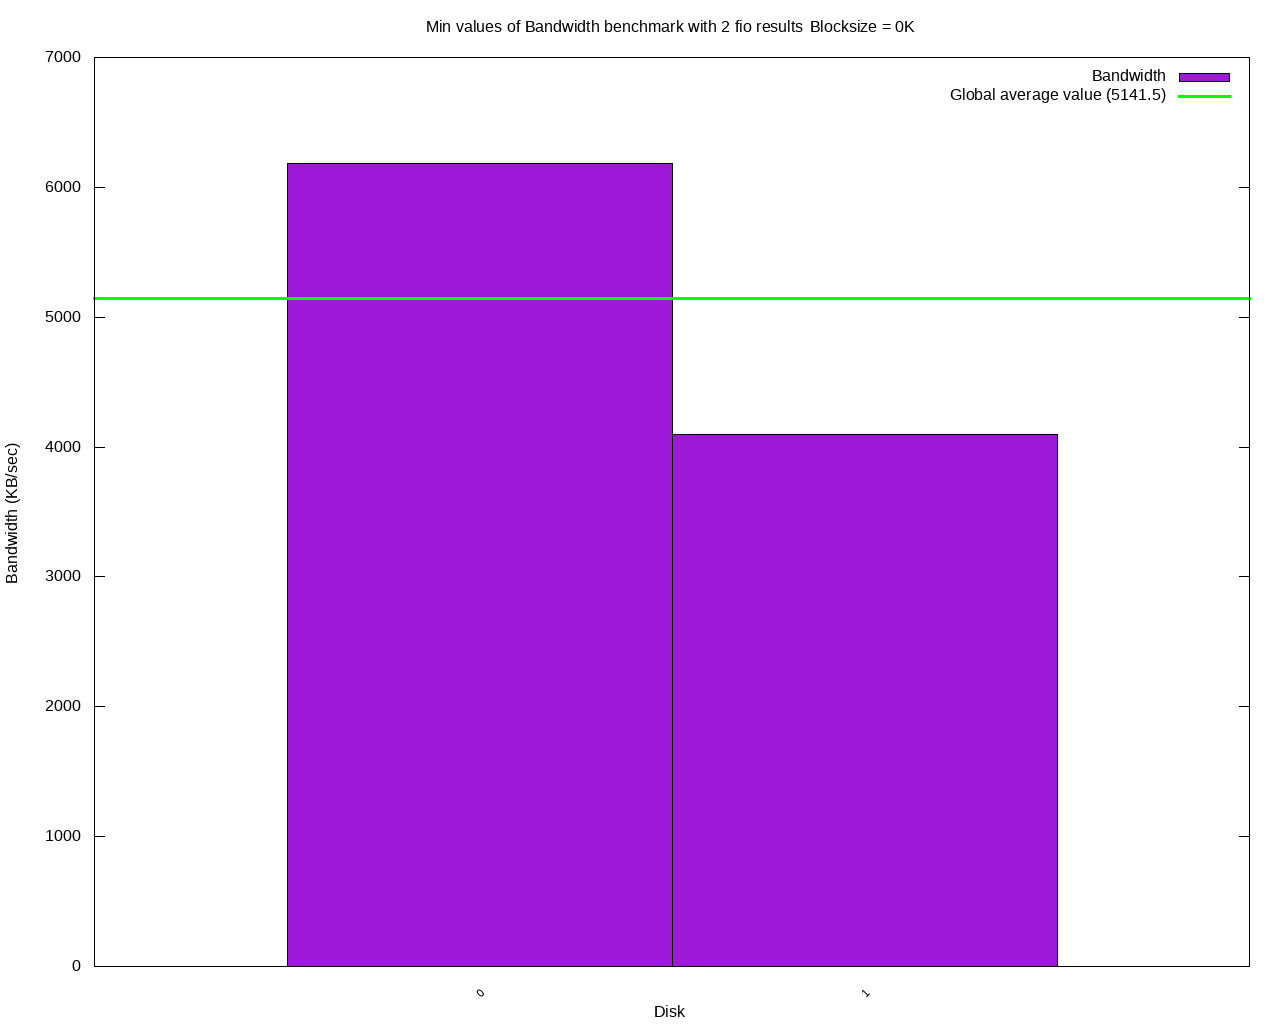 Min values of Bandwidth benchmark with 2 fio results Blocksize = 0K
Bandwidth
Global average value (5141.5)
7000
6000
5000
4000
3000
2000
1000
0
Bandwidth (KB/sec)
0
1
Disk